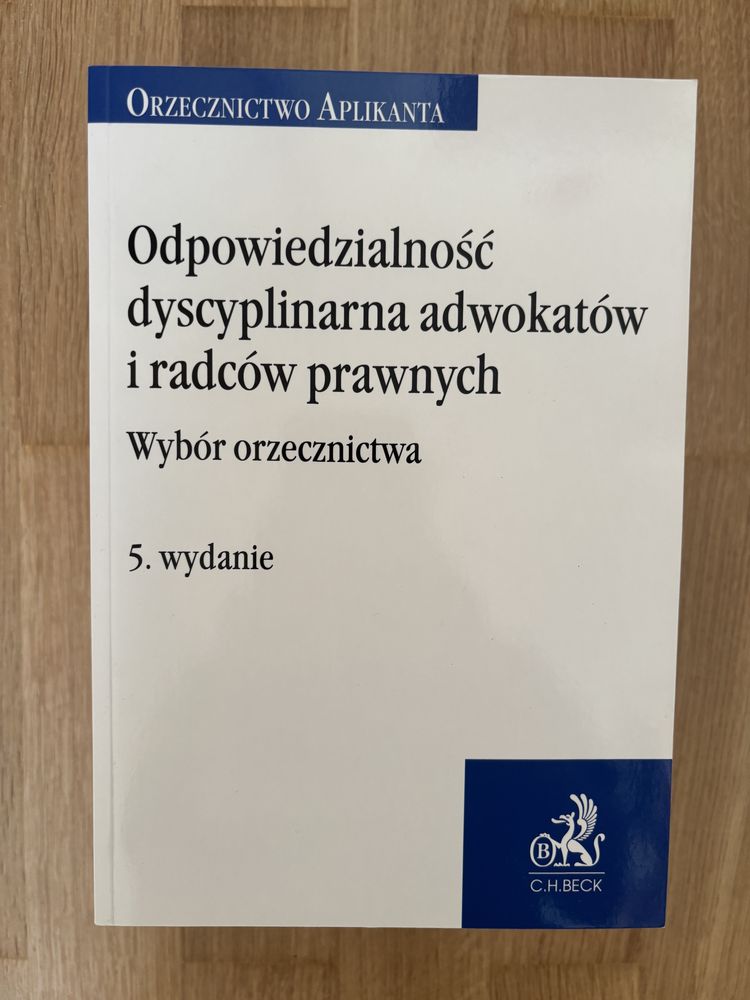 ORZECZNICTWO APLIKANTA
Odpowiedzialność
dyscyplinarna adwokatów
i radców prawnych
Wybór orzecznictwa
5. wydanie
B
C.H.BECK